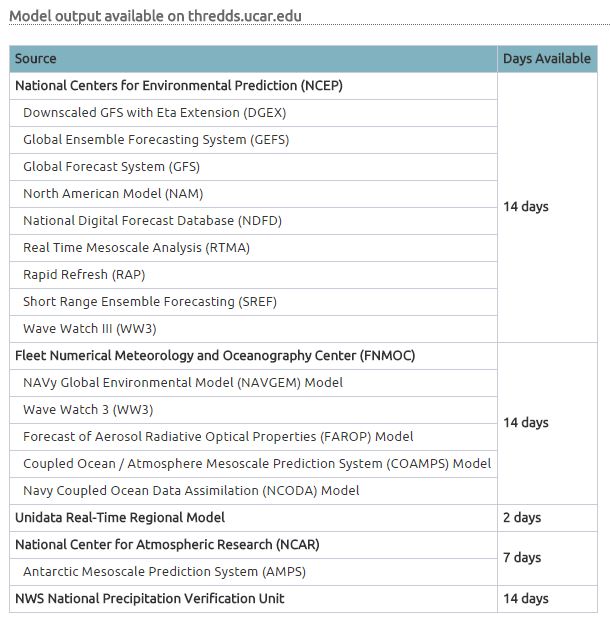 Model output available on thredds.ucar.edu
Source Days Available
National Centers for Environmental Prediction (NCEP)
Downscaled GFS with Eta Extension (DGEX)
Global Ensemble Forecasting System (GEFS)
Global Forecast System (GFS)
North American Model (NAM)
14 days
National Digital Forecast Database (NDFD)
Real Time Mesoscale Analysis (RTMA)
Rapid Refresh (RAP)
Short Range Ensemble Forecasting (SREF)
Wave Watch III (WW3)
Fleet Numerical Meteorology and Oceanography Center (FNMOC)
NAVy Global Environmental Model (NAVGEM) Model
Wave Watch 3 (WW3)
14 days
Forecast of Aerosol Radiative Optical Properties (FAROP) Model
Coupled Ocean / Atmosphere Mesoscale Prediction System (COAMPS) Model
Navy Coupled Ocean Data Assimilation (NCODA) Model
Unidata Real-Time Regional Model 2 days
National Center for Atmospheric Research (NCAR)
7 days
Antarctic Mesoscale Prediction System (AMPS)
NWS National Precipitation Verification Unit 14 days